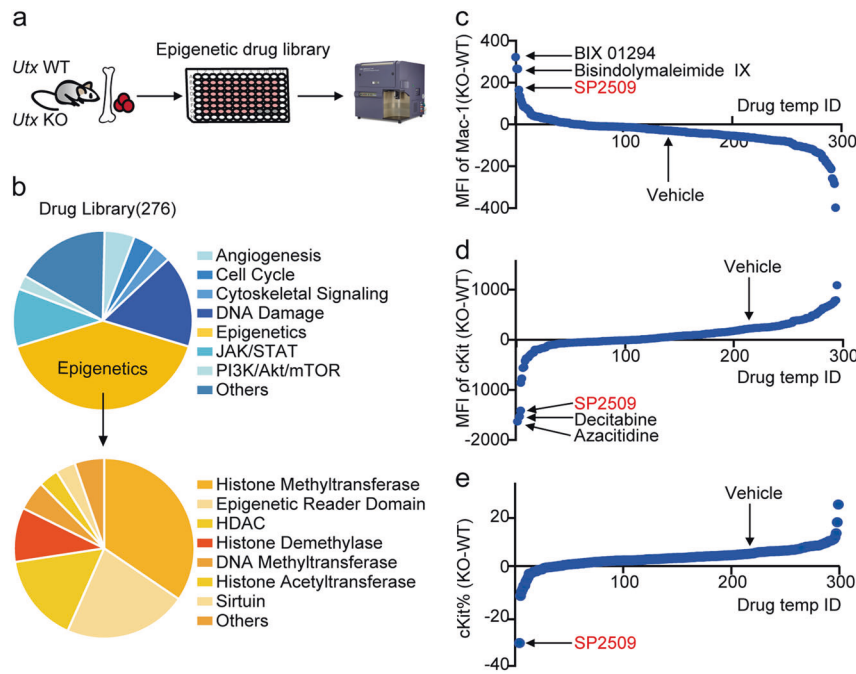 a
Utx WT
Utx KO
Epigenetic drug library
b
Drug Library(276)
Angiogenesis
Cell Cycle
Cytoskeletal Signaling
DNA Damage
Epigenetics
JAK/STAT
PI3K/Akt/mTOR
Others
Epigenetics
Histone Methyltransferase
Epigenetic Reader Domain
HDAC
Histone Demethylase
DNA Methyltransferase
Histone Acetyltransferase
Sirtuin
Others
c
MFI of Mac-1(KO-WT)
400
200
0
-200
-400
BIX 01294
Bisindolymaleimide IX
SP2509
Drug temp ID
100
200
300
Vehicle
d
MFI of cKit (KO-WT)
1000
0
1000
-2000
Vehicle
100
200
300
Drug temp ID
SP2509
Decitabine
Azacitidine
e
cKit% (KO-WT)
20
0
-20
-40
Vehicle
100
200
300
Drug temp ID
SP2509